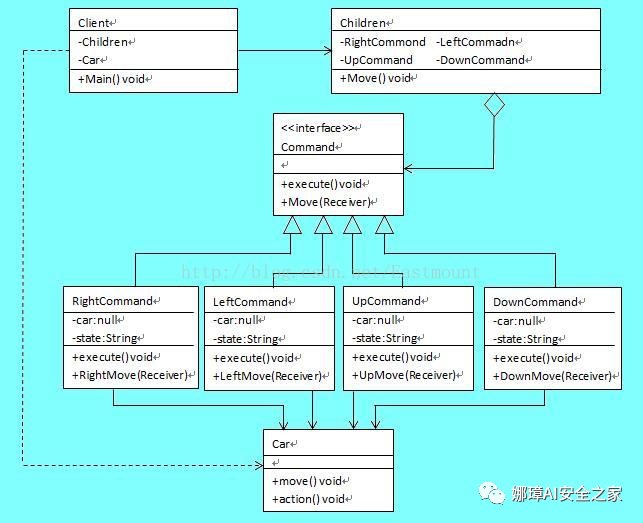 Client
-Children
-Car
+Main() void
Children
-RightCommond -LeftCommadn
-UpCommand -DownCommand
+Move() void
<<interface>>
Command
+execute() void
+Move(Receiver)
http://blog.csdn.net/Eastmount
RightCommand
-car:null
-state:String
+execute()void
+RightMove(Receiver)
LeftCommand
-car:null
-state:String
+execute()void
+LeftMove(Receiver)
UpCommand
-car:null
-state:String
+execute()void
+UpMove(Receiver)
DownCommand
-car:null
-state:String
+execute()void
+DownMove(Receiver)
Car
+move() void
+action() void
娜璋AI安全之家